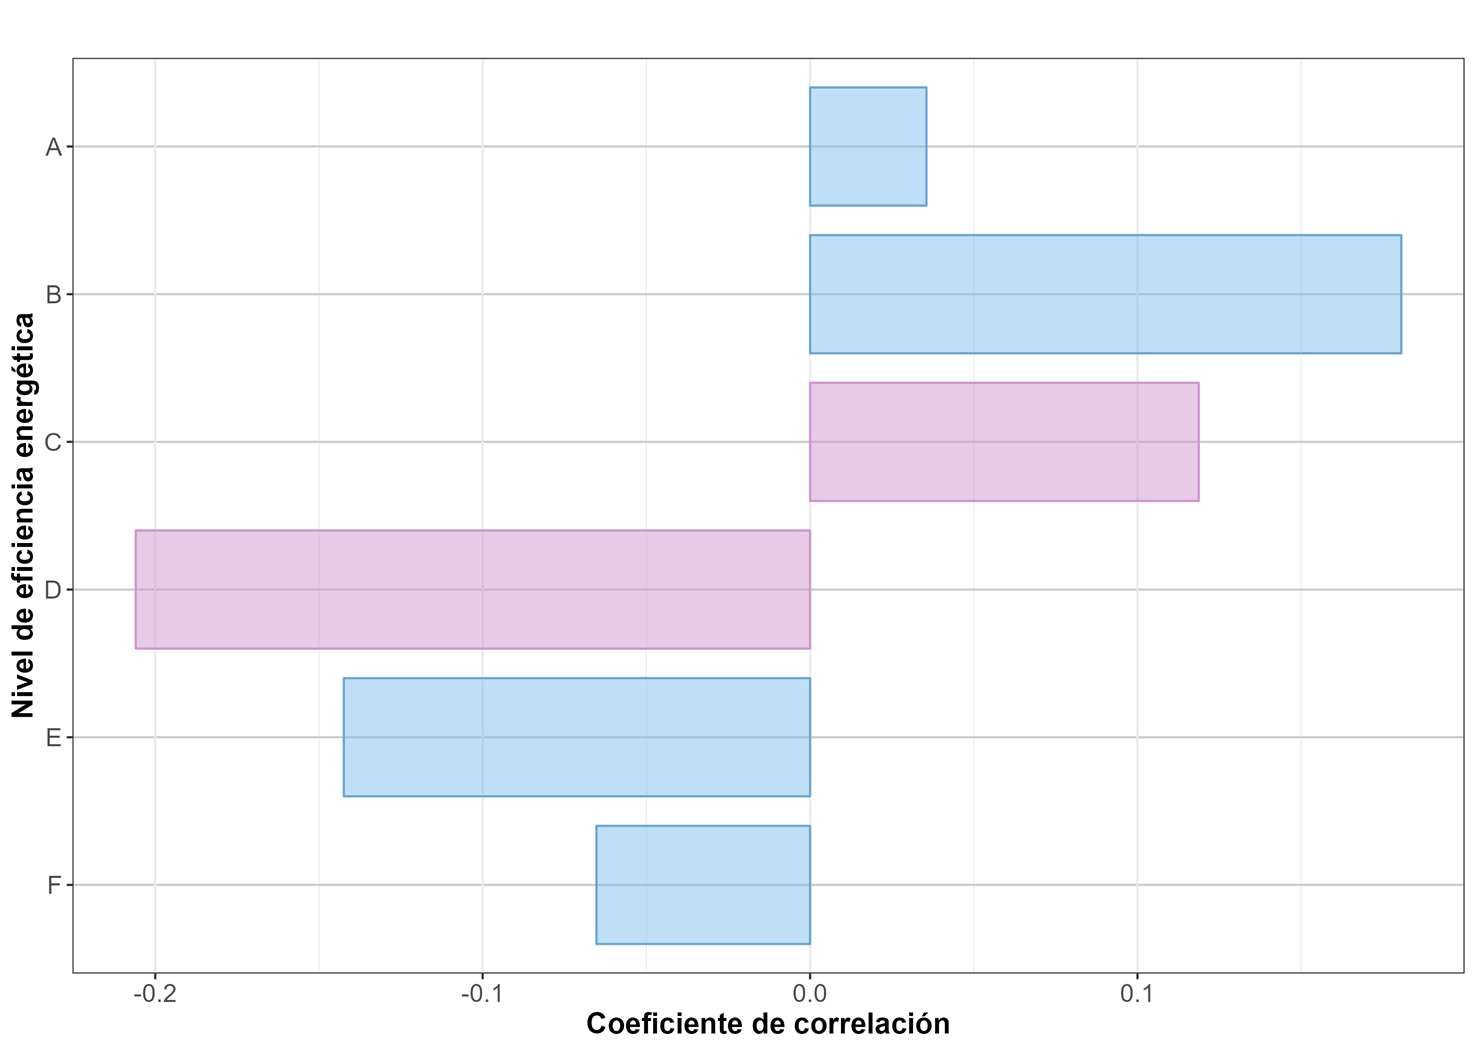 Nivel de eficiencia energética
A
B
C
D
E
F
-0.2 -0.1 0.0 0.1
Coeficiente de correlación